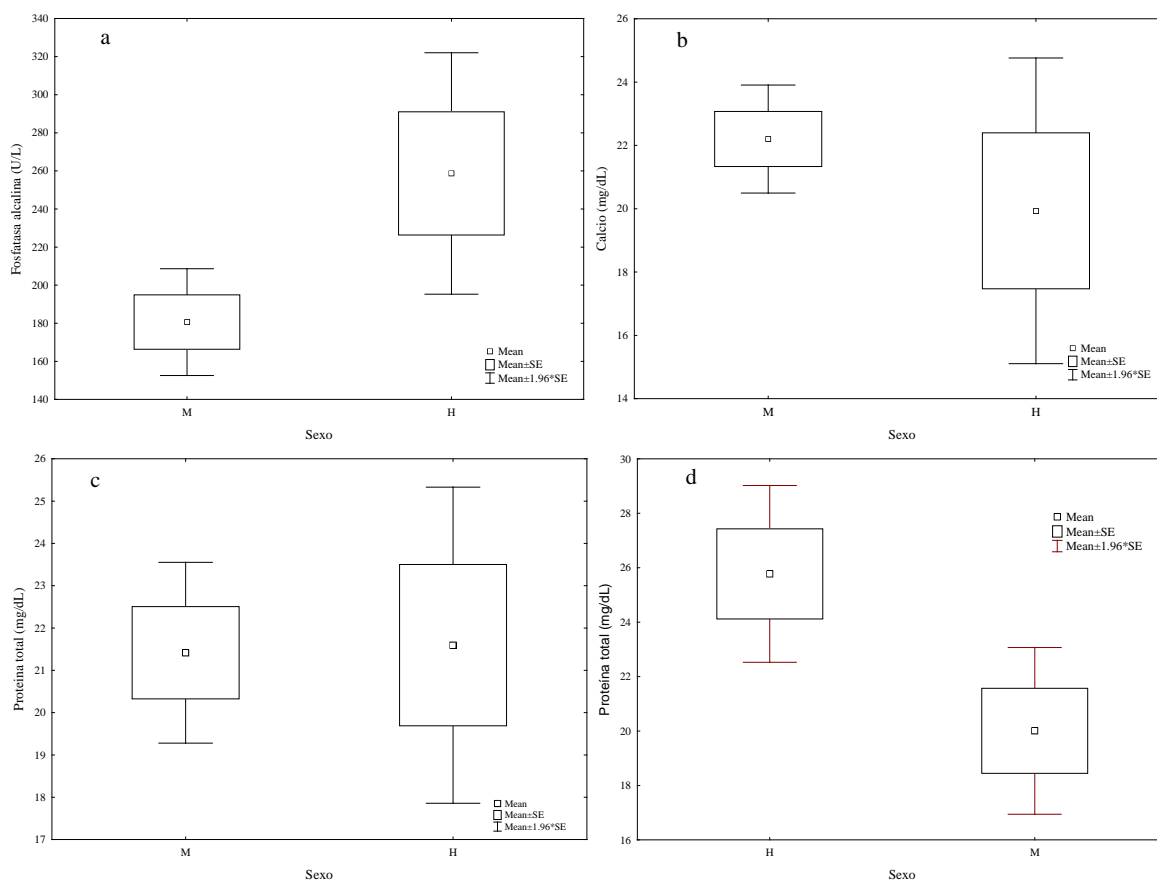 a
340
320
300
280
260
240
220
200
180
160
140
Fosfatasa alcalina (U/L)
M
H
Sexo
Mean
Mean±SE
Mean±1.96*SE
b
26
24
22
20
18
16
14
Calcio (mg/dL)
M
H
Sexo
Mean
Mean±SE
Mean±1.96*SE
c
26
25
24
23
22
21
20
19
18
17
Proteina total (mg/dL)
M
H
Sexo
Mean
Mean±SE
Mean±1.96*SE
d
30
28
26
24
22
20
18
16
Proteína total (mg/dL)
H
M
Sexo
Mean
Mean±SE
Mean±1.96*SE